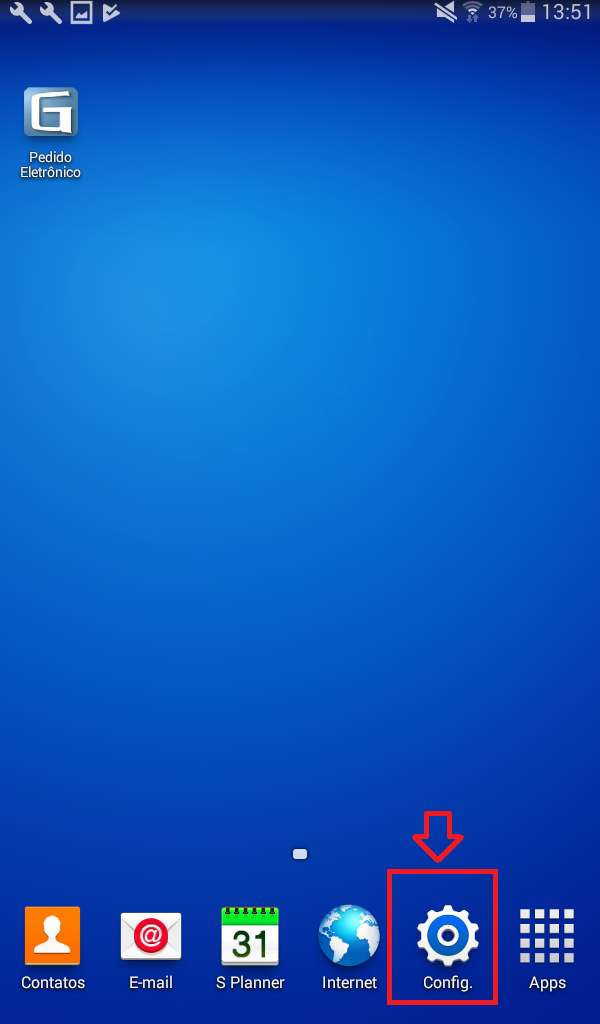 37% 13:51
G
Pedido
Eletrônico
@
31
Contatos E-mail S Planner Internet Config. Apps